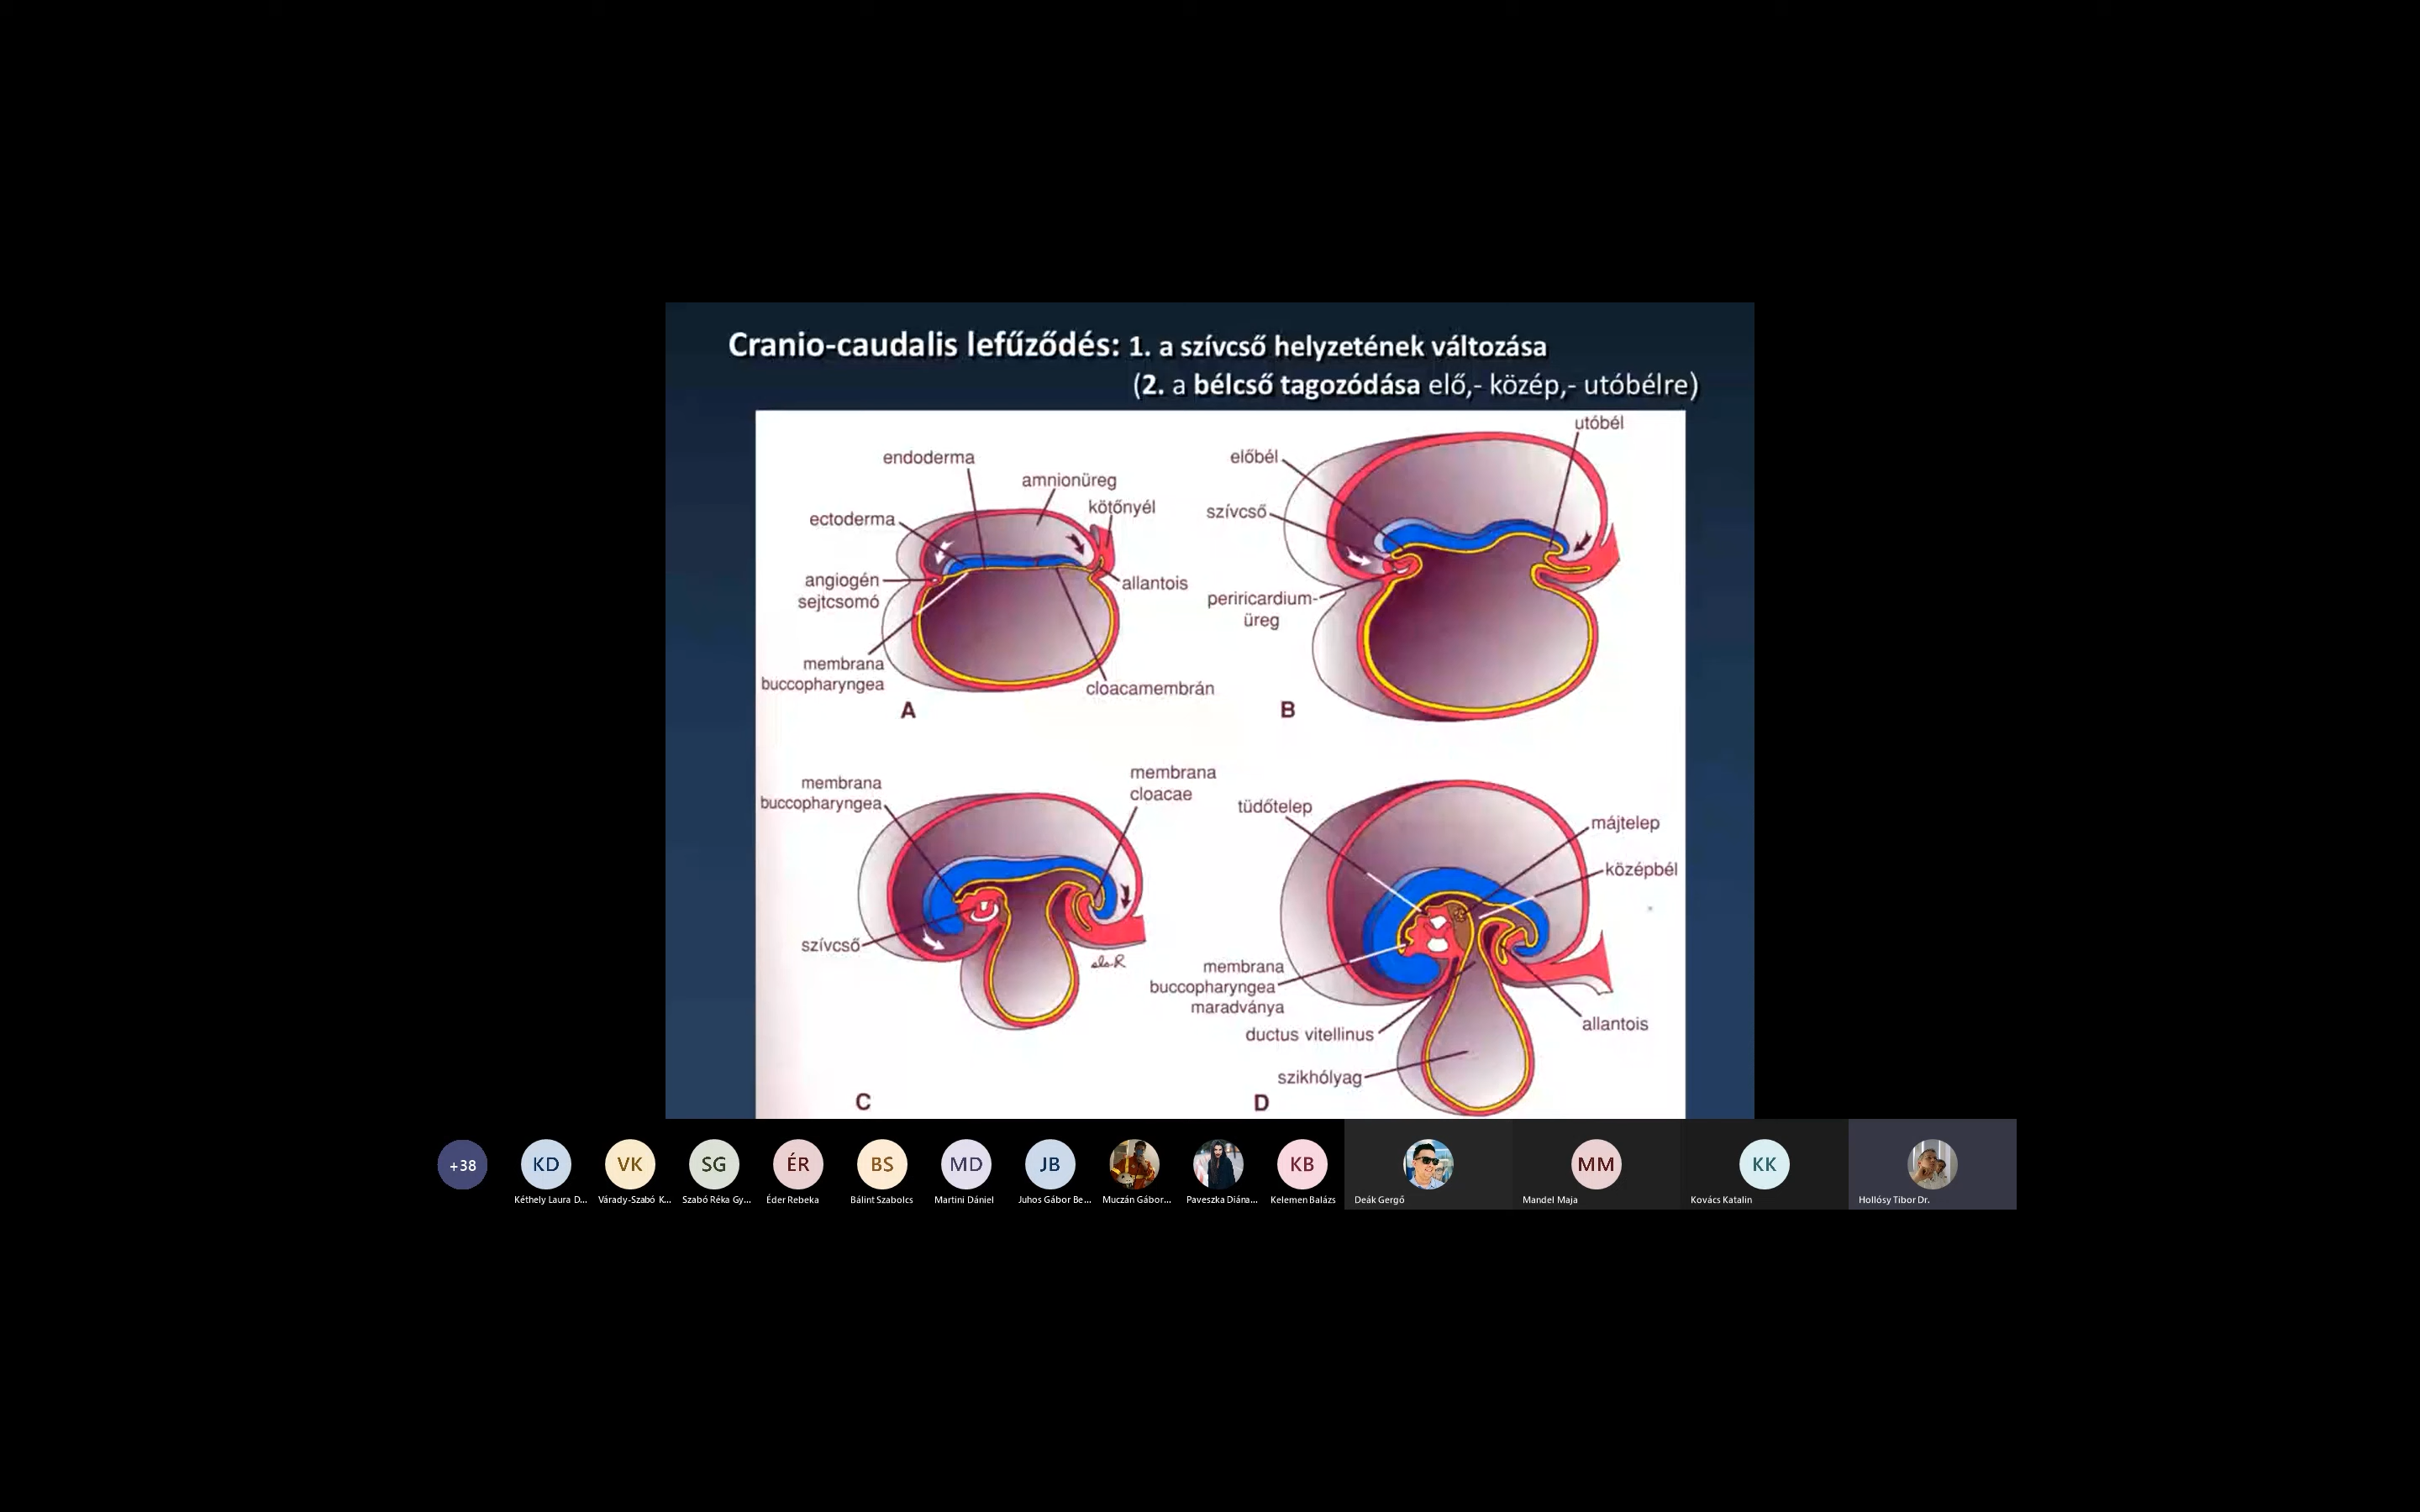 Cranio-caudalis lefűződés: 1. a szívcső helyzetének változása
(2. a bélcső tagozódása elő,- közép,- utóbélre)
endoderma
amnionüreg
kötőnyél
ectoderma
angiogén
sejtcsomó
allantois
membrana
buccopharyngea
cloacamembrán
A
utóbél
előbél
szívcső
periricardium-
üreg
B
membrana
buccopharyngea
membrana
cloacae
szívcső
C
tüdőtelep
májtelep
középbél
membrana
buccopharyngea
maradványa
ductus vitellinus
allantois
szikhólyag
D
+38
KD
VK
SG
ÉR
BS
MD
JB
KB
MM
KK
Kéthely Laura D...
Várady-Szabó K...
Szabó Réka Gy...
Éder Rebeka
Bálint Szabolcs
Martini Dániel
Juhos Gábor Be...
Muczán Gábor...
Paveszka Diána...
Kelemen Balázs
Deák Gergő
Mandel Maja
Kovács Katalin
Hollósy Tibor Dr.